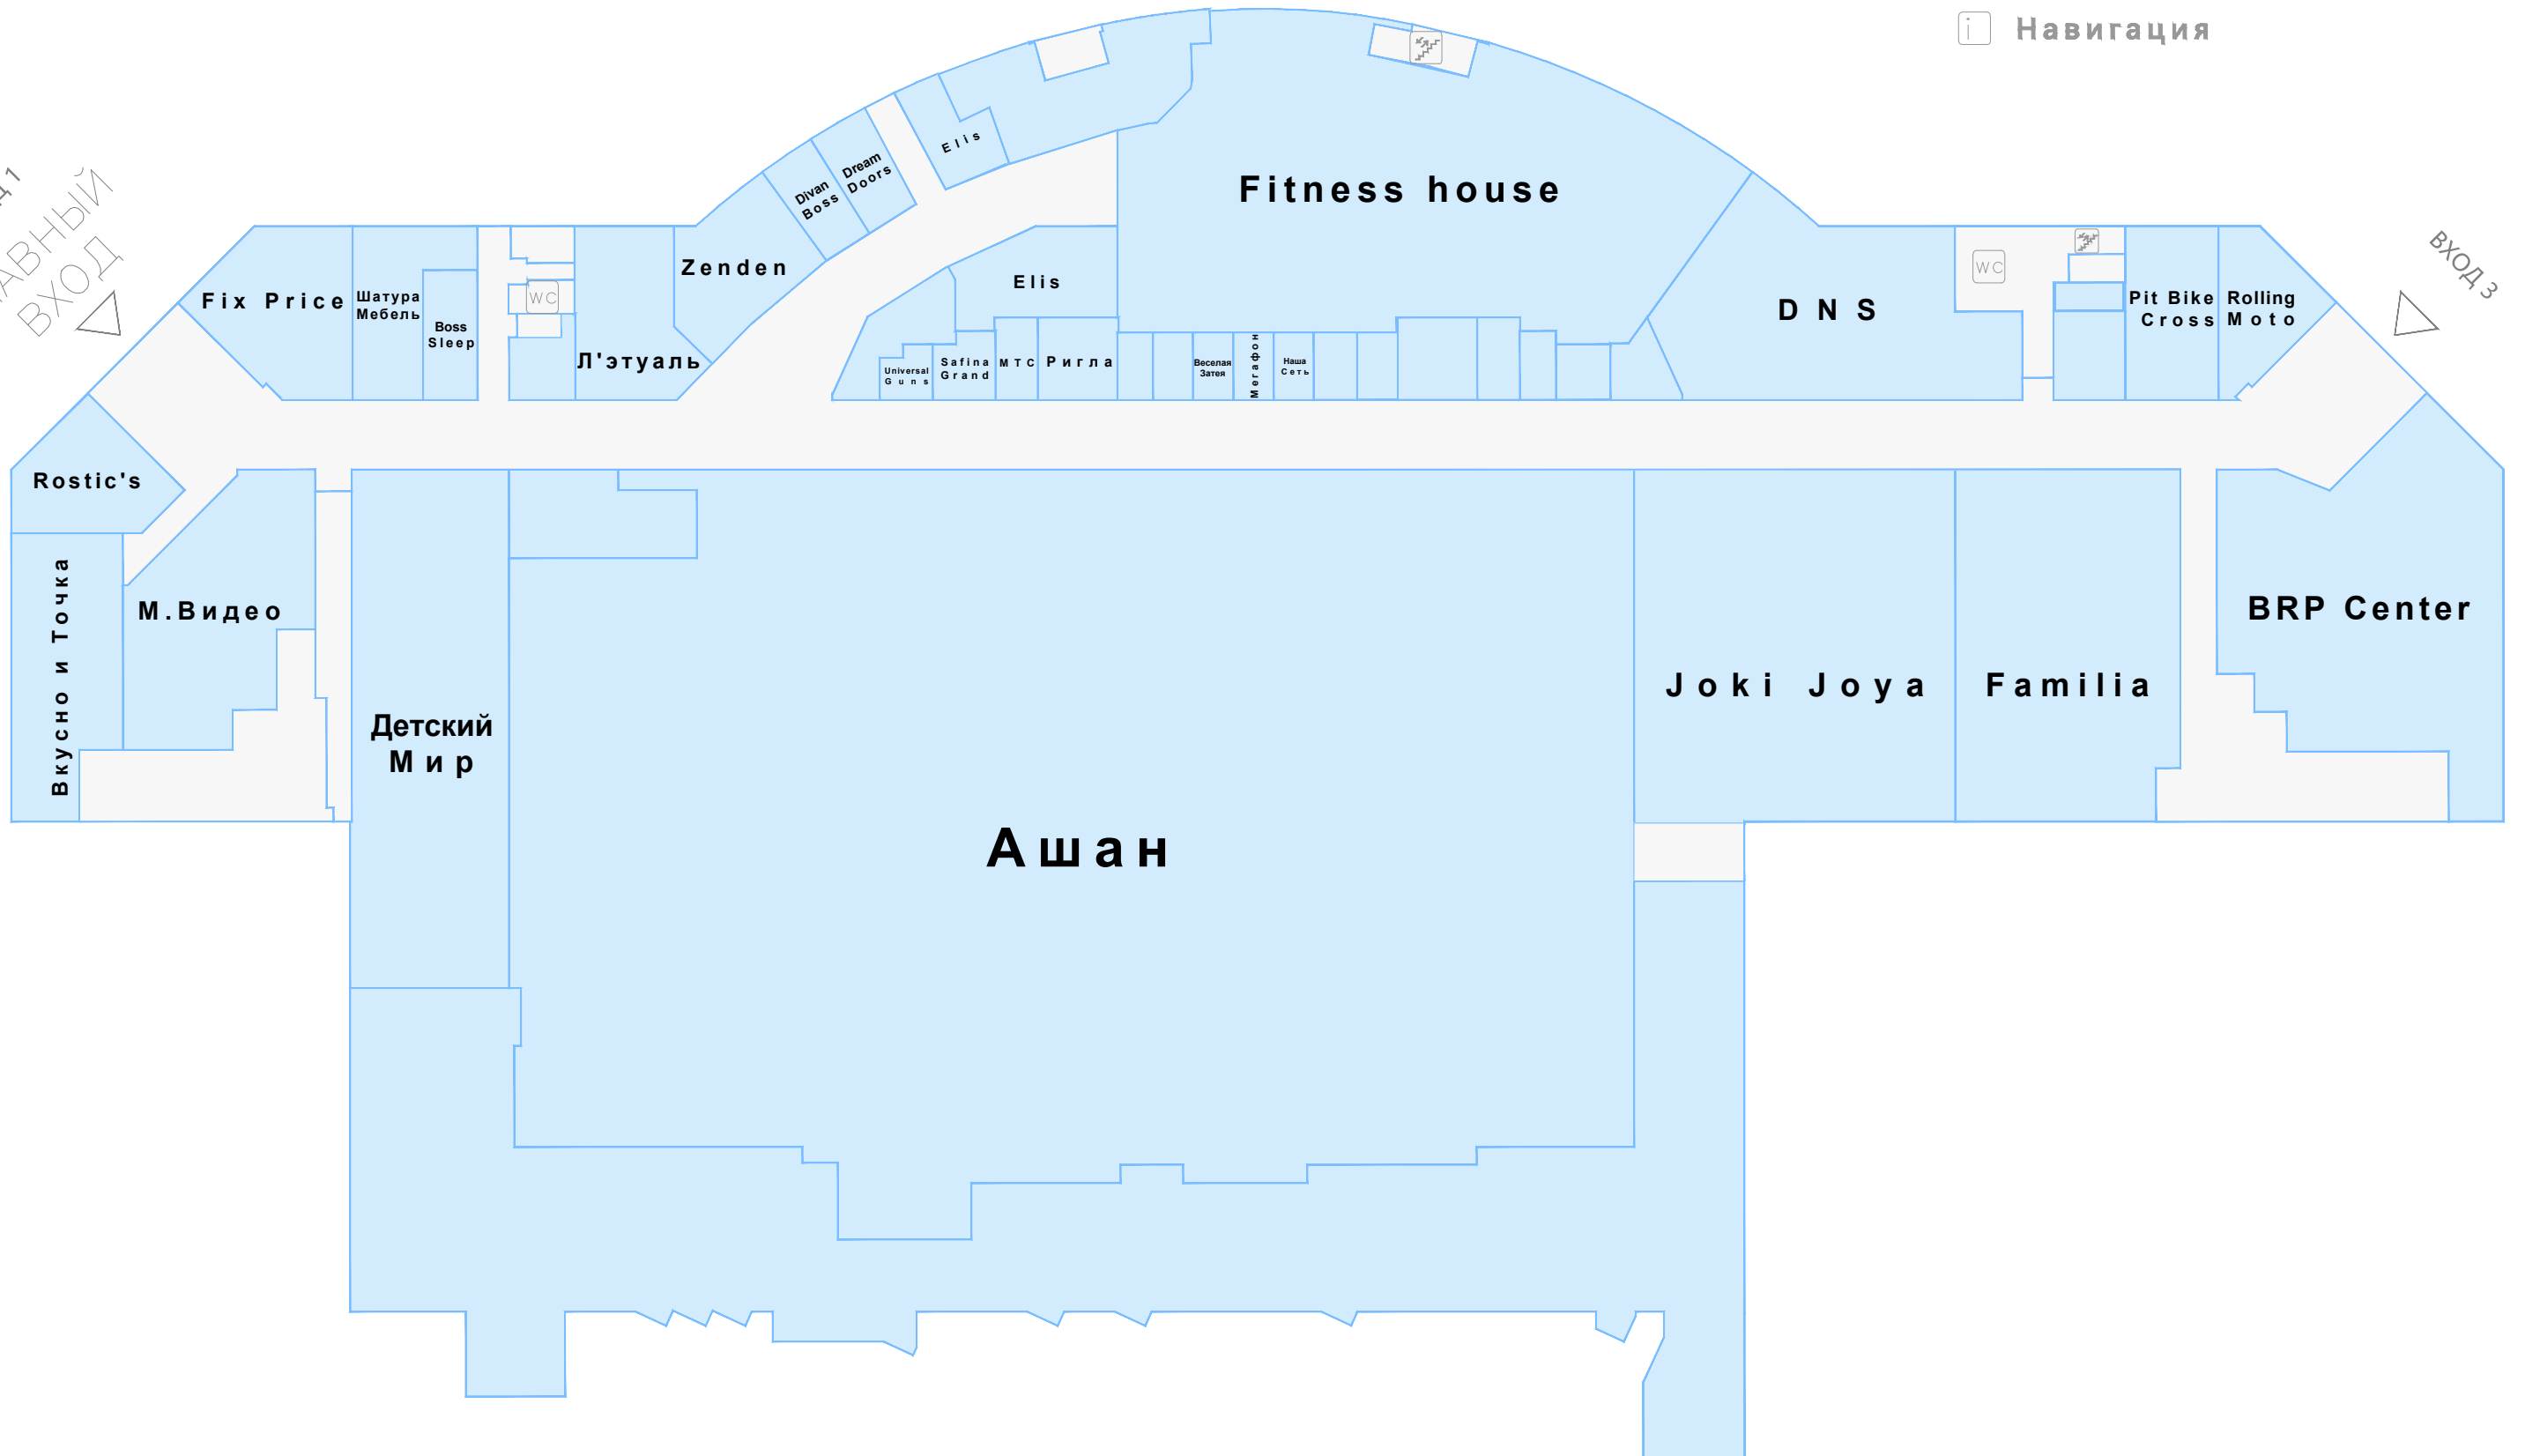 Навигация
ВХОД
ВХОД 3
Elis
Dream
Doors
Divan
Boss
Fitness house
Zenden
Elis
Fix Price
Шатура
Мебель
Boss
Sleep
WC
Л'этуаль
Universal
Guns
Safina
Grand
МТС
Ригла
Веселая
Затея
Мегафон
Наша
Сеть
DNS
WC
Pit Bike
Cross
Rolling
Moto
Rostic's
Вкусно и Точка
М.Видео
Детский
Мир
Ашан
Joki Joya
Familia
BRP Center